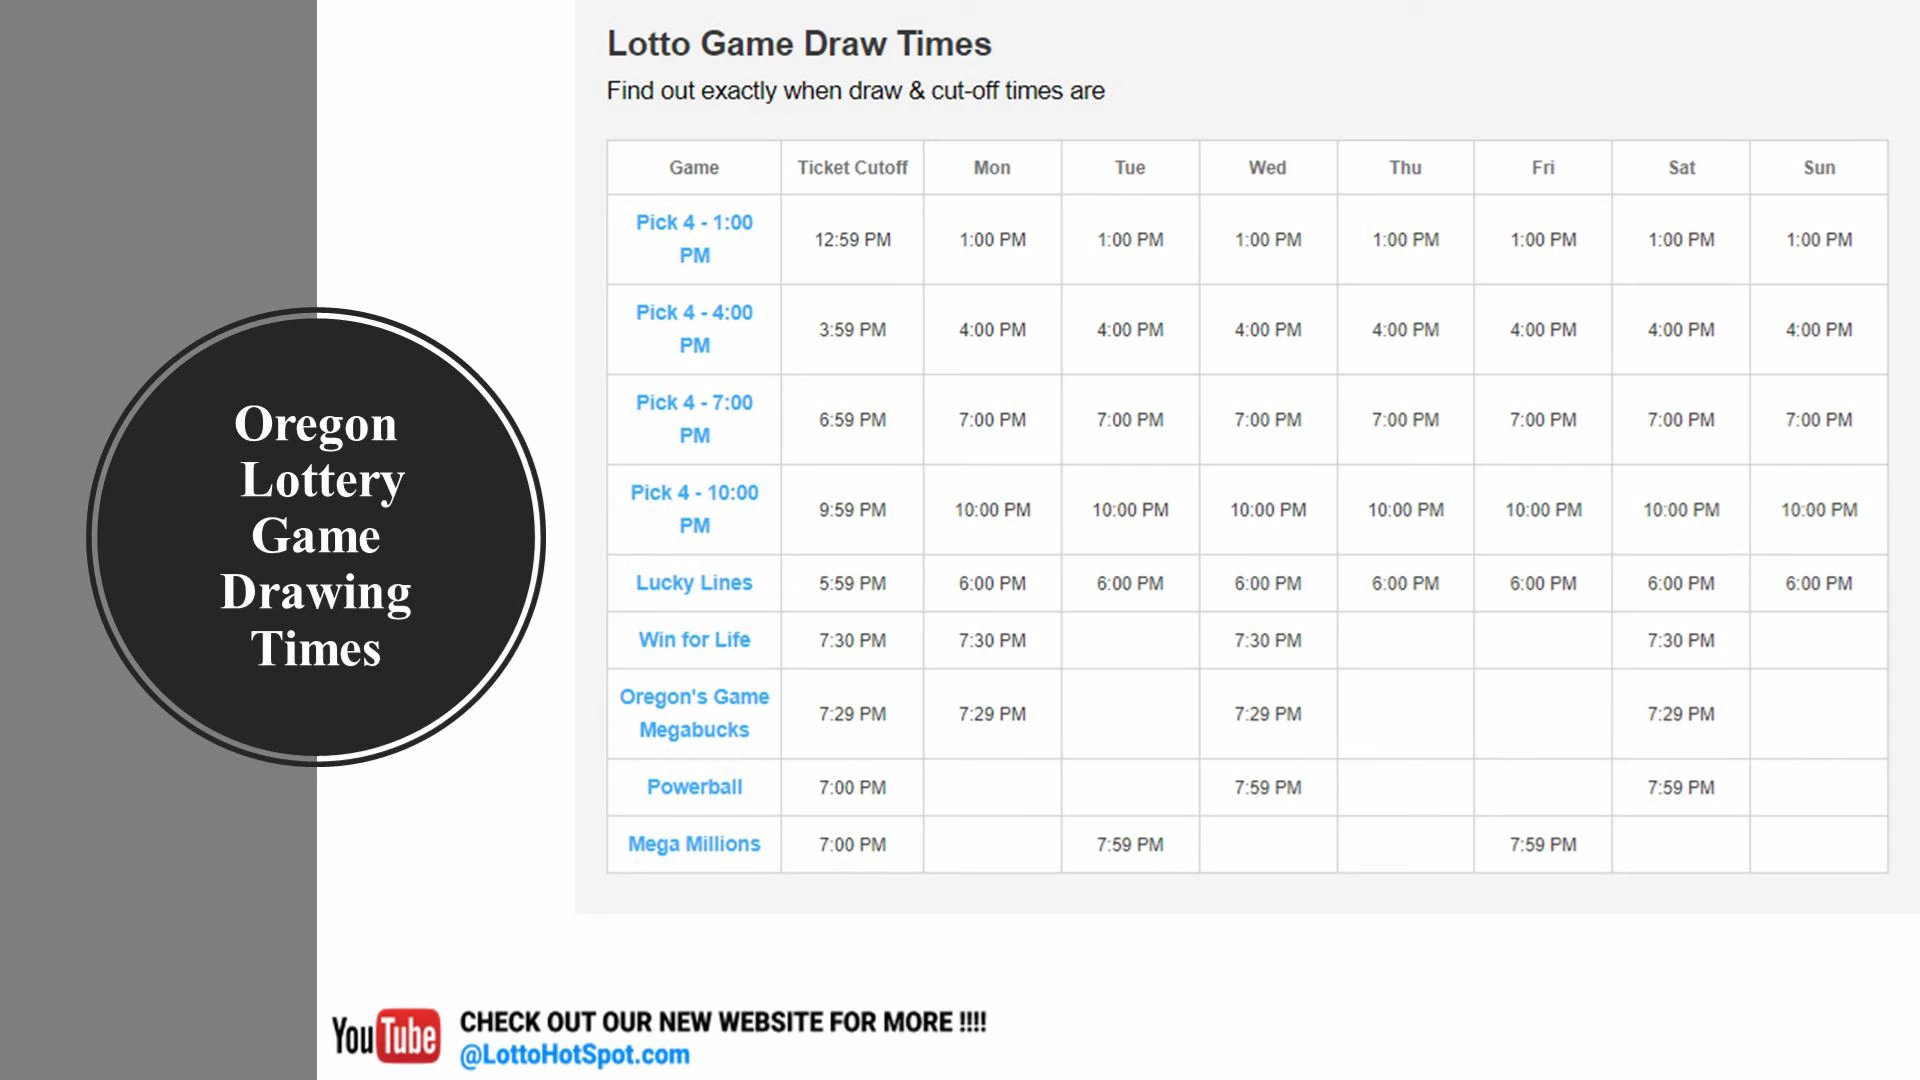 Lotto Game Draw Times
Find out exactly when draw & cut-off times are
Game Ticket Cutoff Mon Tue Wed Thu Fri Sat Sun
Pick 4 - 1:00
PM
12:59 PM 1:00 PM 1:00 PM 1:00 PM 1:00 PM 1:00 PM 1:00 PM 1:00 PM
Pick 4 - 4:00
PM
3:59 PM 4:00 PM 4:00 PM 4:00 PM 4:00 PM 4:00 PM 4:00 PM 4:00 PM
Pick 4 - 7:00
PM
6:59 PM 7:00 PM 7:00 PM 7:00 PM 7:00 PM 7:00 PM 7:00 PM 7:00 PM
Pick 4 - 10:00
PM
9:59 PM 10:00 PM 10:00 PM 10:00 PM 10:00 PM 10:00 PM 10:00 PM 10:00 PM
Lucky Lines 5:59 PM 6:00 PM 6:00 PM 6:00 PM 6:00 PM 6:00 PM 6:00 PM 6:00 PM
Win for Life 7:30 PM 7:30 PM 7:30 PM 7:30 PM
Oregon's Game
Megabucks
7:29 PM 7:29 PM 7:29 PM 7:29 PM
Powerball 7:00 PM 7:59 PM 7:59 PM
Mega Millions 7:00 PM 7:59 PM 7:59 PM
Oregon
Lottery
Game
Drawing
Times
YouTube
CHECK OUT OUR NEW WEBSITE FOR MORE !!!!
@LottoHotSpot.com